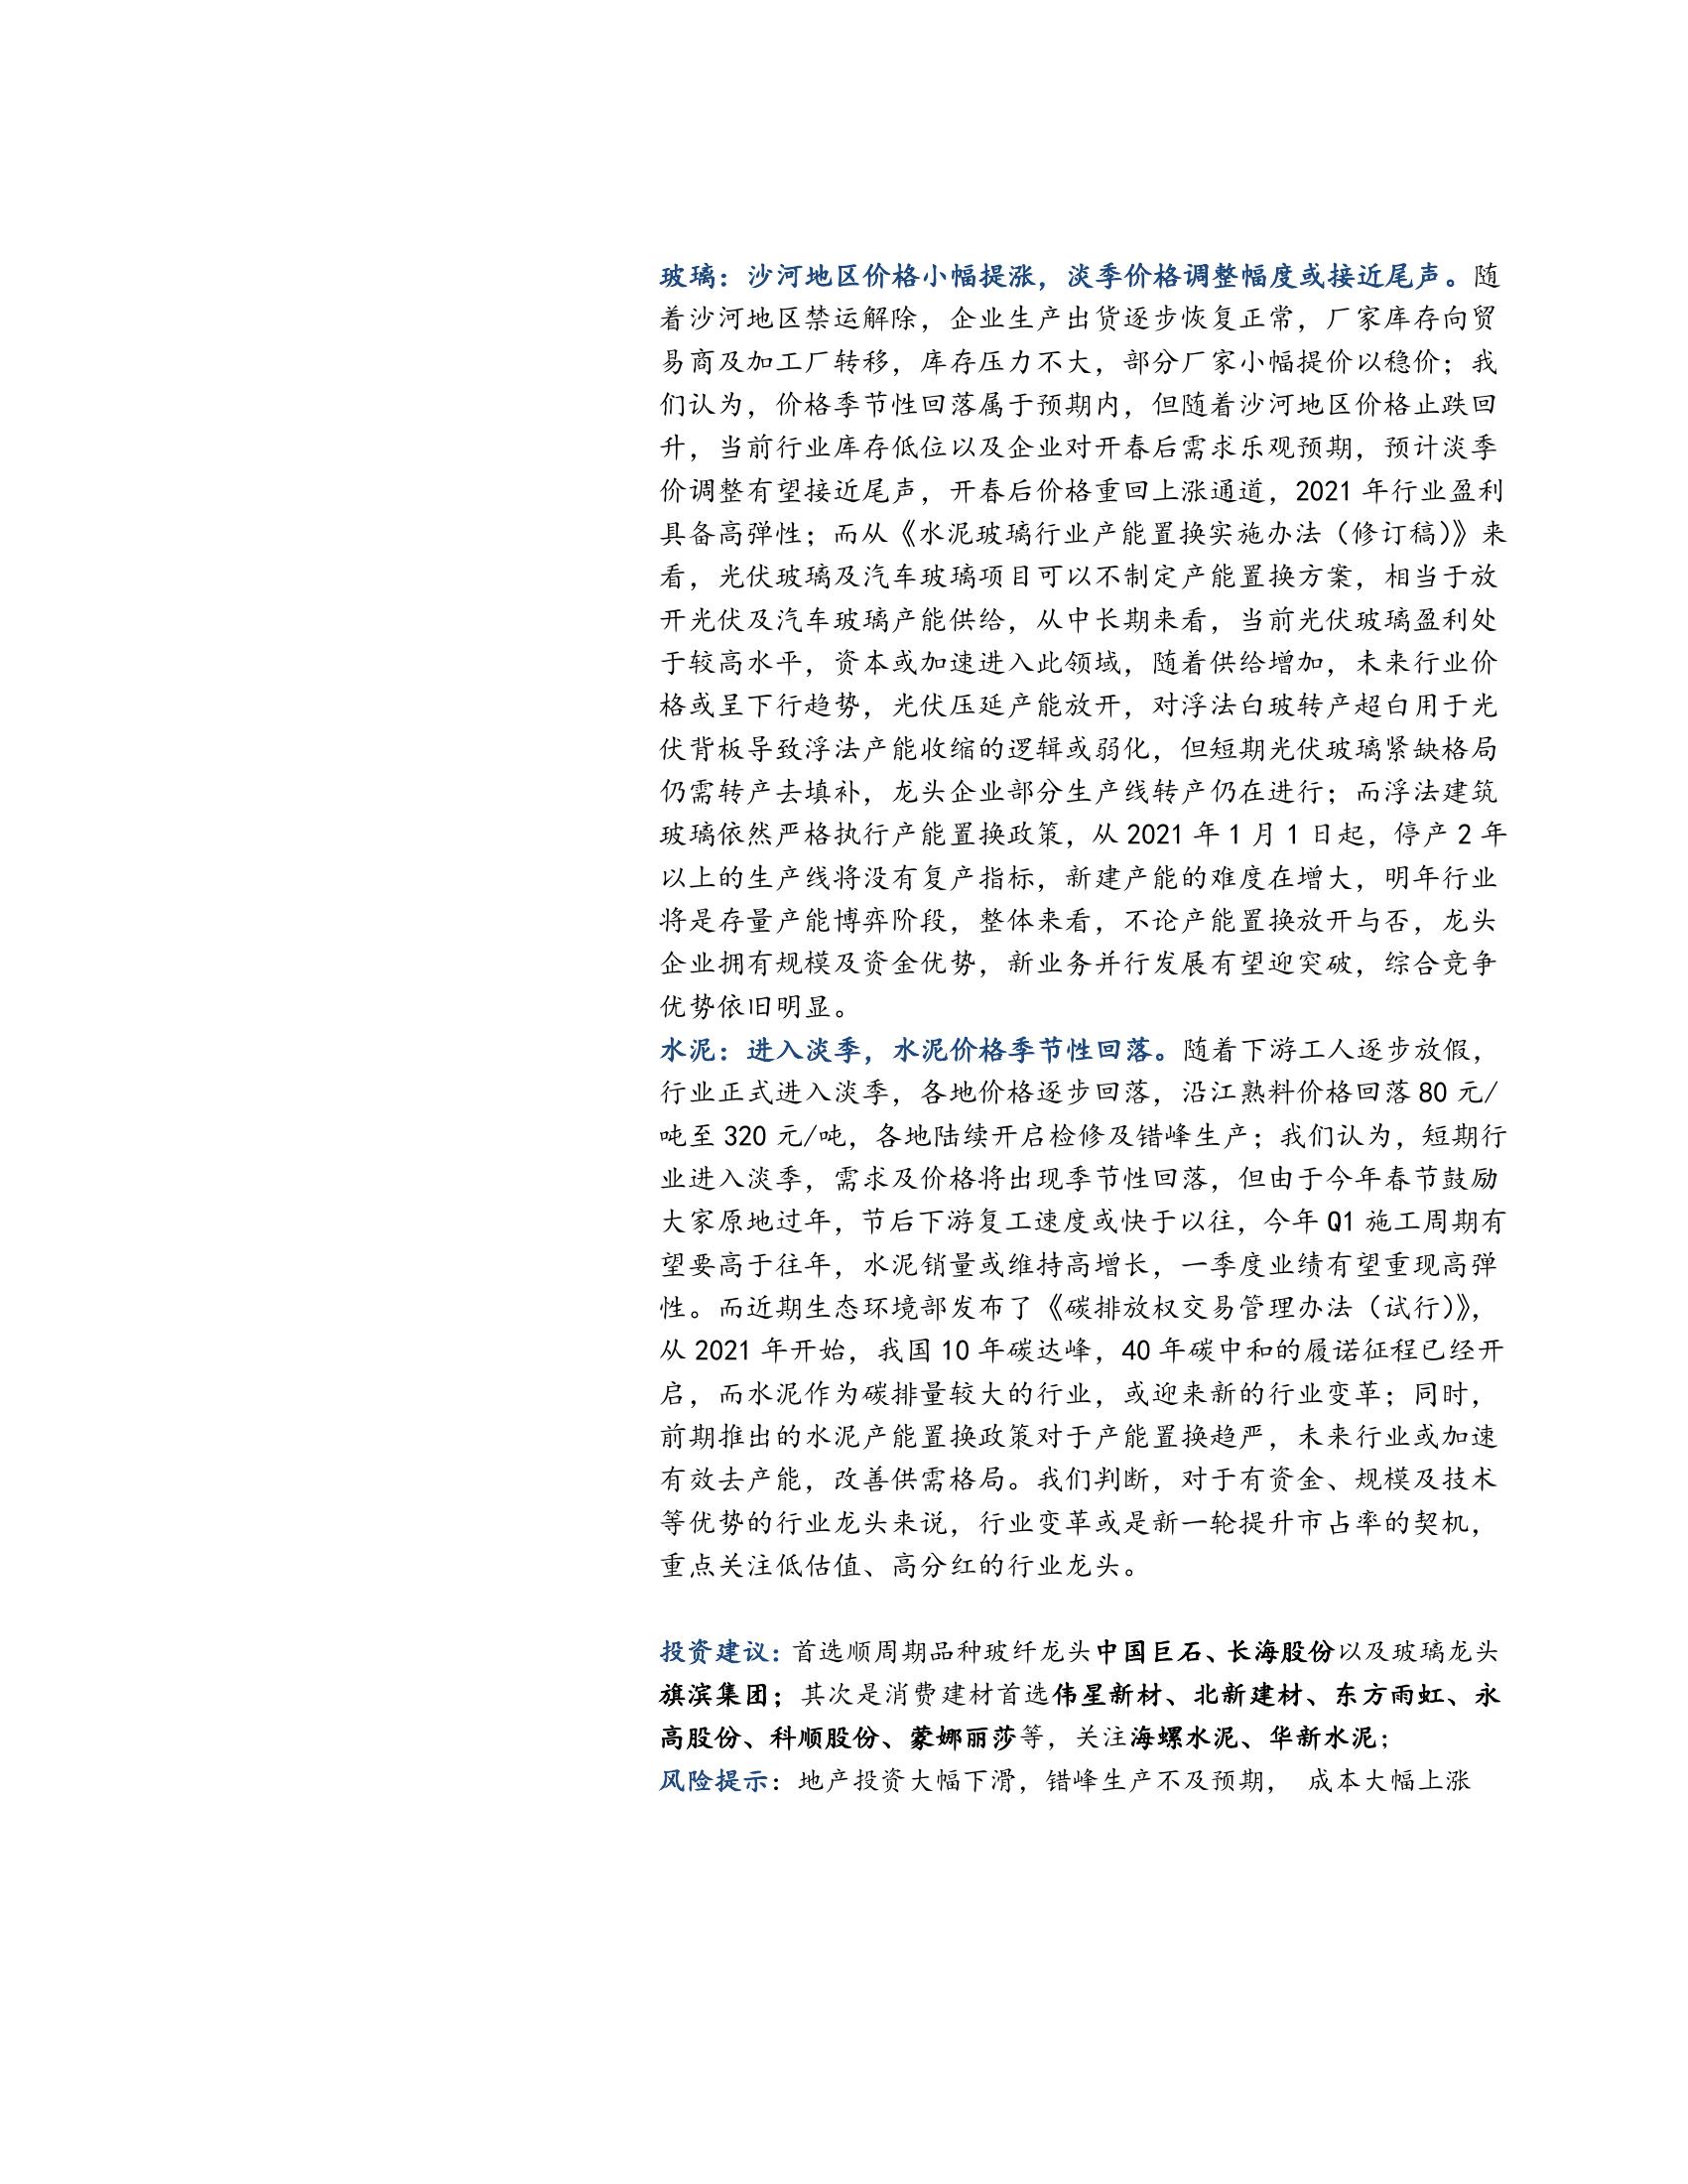 玻璃：沙河地区价格小幅提涨，淡季价格调整幅度或接近尾声。随
着沙河地区禁运解除，企业生产出货逐步恢复正常，厂家库存向贸
易商及加工厂转移，库存压力不大，部分厂家小幅提价以稳价；我
们认为，价格季节性回落属于预期内，但随着沙河地区价格止跌回
升，当前行业库存低位以及企业对开春后需求乐观预期，预计淡季
价调整有望接近尾声，开春后价格重回上涨通道，2021 年行业盈利
具备高弹性；而从《水泥玻璃行业产能置换实施办法（修订稿）》来
看，光伏玻璃及汽车玻璃项目可以不制定产能置换方案，相当于放
开光伏及汽车玻璃产能供给，从中长期来看，当前光伏玻璃盈利处
于较高水平，资本或加速进入此领域，随着供给增加，未来行业价
格或呈下行趋势，光伏压延产能放开，对浮法白玻转产超白用于光
伏背板导致浮法产能收缩的逻辑或弱化，但短期光伏玻璃紧缺格局
仍需转产去填补，龙头企业部分生产线转产仍在进行；而浮法建筑
玻璃依然严格执行产能置换政策，从 2021 年 1 月 1 日起，停产 2 年
以上的生产线将没有复产指标，新建产能的难度在增大，明年行业
将是存量产能博弈阶段，整体来看，不论产能置换放开与否，龙头
企业拥有规模及资金优势，新业务并行发展有望迎突破，综合竞争
优势依旧明显。
水泥：进入淡季，水泥价格季节性回落。随着下游工人逐步放假，
行业正式进入淡季，各地价格逐步回落，沿江熟料价格回落 80 元/
吨至 320 元/吨，各地陆续开启检修及错峰生产；我们认为，短期行
业进入淡季，需求及价格将出现季节性回落，但由于今年春节鼓励
大家原地过年，节后下游复工速度或快于以往，今年 Q1 施工周期有
望要高于往年，水泥销量或维持高增长，一季度业绩有望重现高弹
性。而近期生态环境部发布了《碳排放权交易管理办法（试行）》，
从 2021 年开始，我国 10 年碳达峰，40 年碳中和的履诺征程已经开
启，而水泥作为碳排量较大的行业，或迎来新的行业变革；同时，
前期推出的水泥产能置换政策对于产能置换趋严，未来行业或加速
有效去产能，改善供需格局。我们判断，对于有资金、规模及技术
等优势的行业龙头来说，行业变革或是新一轮提升市占率的契机，
重点关注低估值、高分红的行业龙头。
投资建议：首选顺周期品种玻纤龙头中国巨石、长海股份以及玻璃龙头
旗滨集团；其次是消费建材首选伟星新材、北新建材、东方雨虹、永
高股份、科顺股份、蒙娜丽莎等，关注海螺水泥、华新水泥；
风险提示：地产投资大幅下滑，错峰生产不及预期， 成本大幅上涨